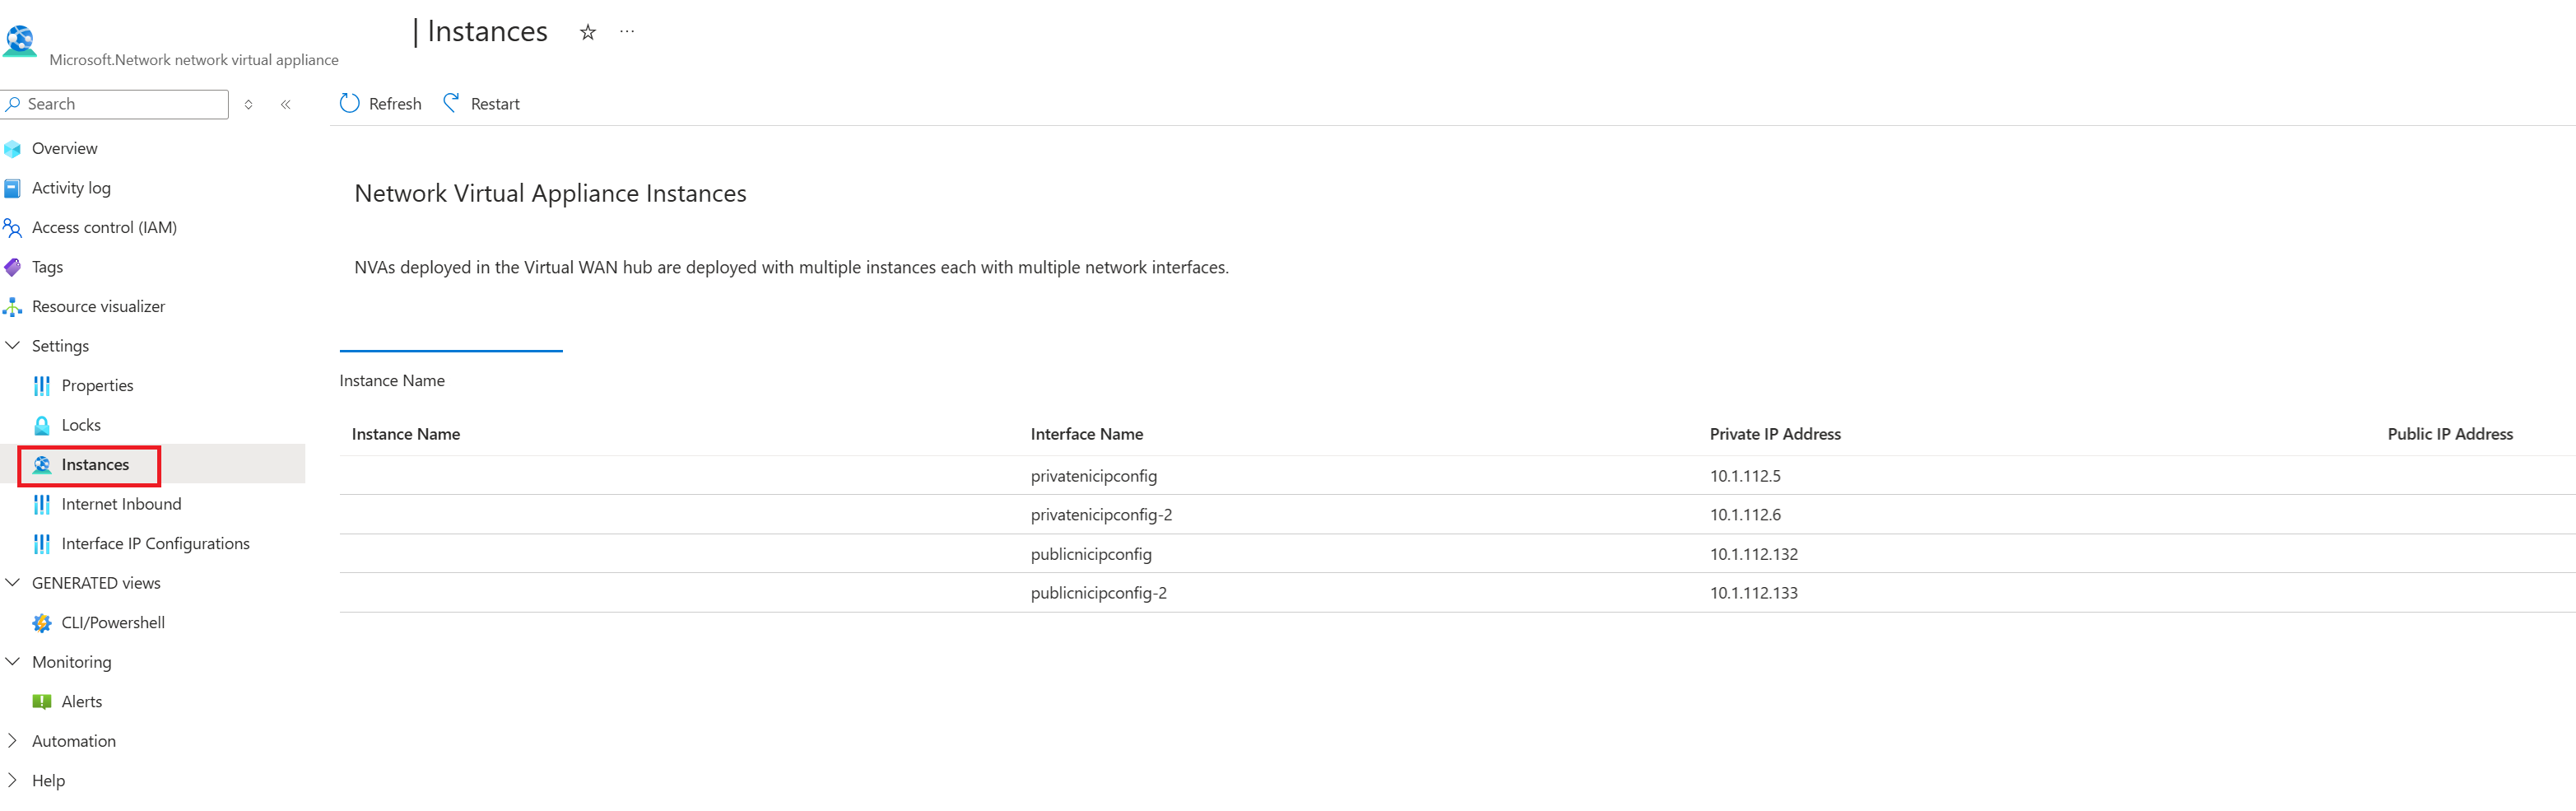 | Instances
Microsoft.Network network virtual appliance
Search
Refresh Restart
Overview
Activity log
Access control (IAM)
Tags
Resource visualizer
Settings
Properties
Locks
Instances
Internet Inbound
Interface IP Configurations
GENERATED views
CLI/Powershell
Monitoring
Alerts
Automation
Help
Network Virtual Appliance Instances
NVAs deployed in the Virtual WAN hub are deployed with multiple instances each with multiple network interfaces.
Instance Name
Instance Name Interface Name Private IP Address Public IP Address
privatenicipconfig 10.1.112.5
privatenicipconfig-2 10.1.112.6
publicnicipconfig 10.1.112.132
publicnicipconfig-2 10.1.112.133